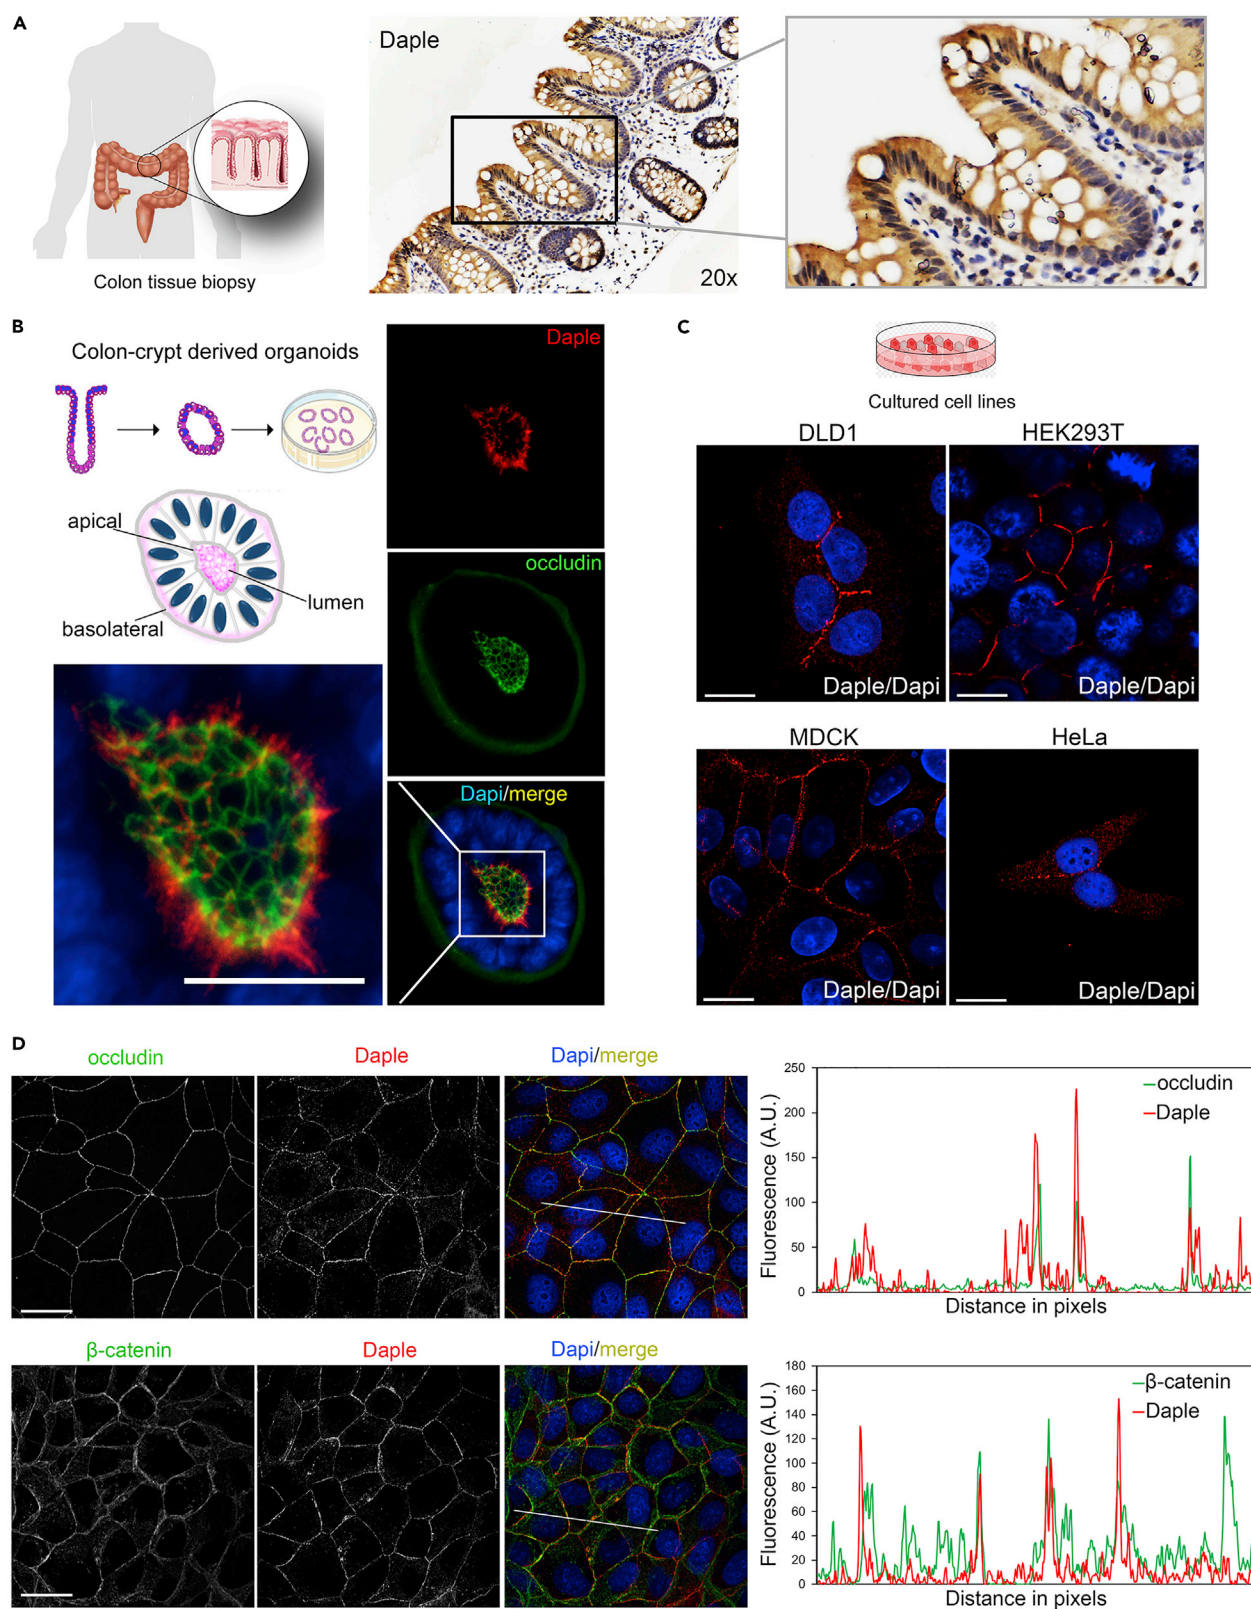 A
Daple
20x
Colon tissue biopsy
B
Colon-crypt derived organoids
apical
lumen
basolateral
Daple
occludin
Dapi/merge
C
Cultured cell lines
DLD1
HEK293T
Daple/Dapi
Daple/Dapi
MDCK
HeLa
Daple/Dapi
Daple/Dapi
D
occludin
Daple
Dapi/merge
250
200
150
100
50
0
Fluorescence (A.U.)
occludin
Daple
Distance in pixels
β-catenin
Daple
Dapi/merge
180
160
140
120
100
80
60
40
20
0
Fluorescence (A.U.)
β-catenin
Daple
Distance in pixels